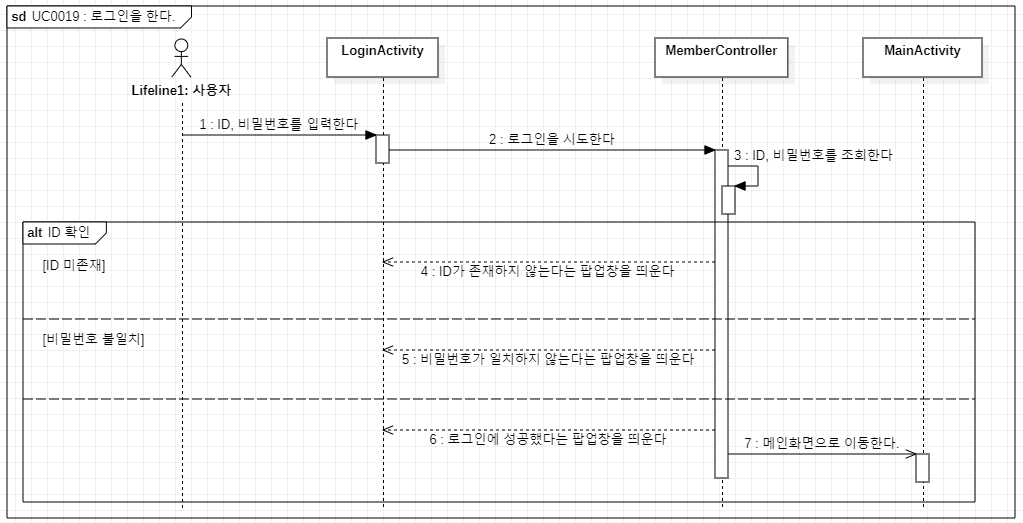 sd UC0019 : 로그인을 한다.
LoginActivity
MemberController
MainActivity
Lifeline1: 사용자
1 : ID, 비밀번호를 입력한다
2 : 로그인을 시도한다
3 : ID, 비밀번호를 조회한다
alt ID 확인
[ID 미존재]
4 : ID가 존재하지 않는다는 팝업창을 띄운다
[비밀번호 불일치]
5 : 비밀번호가 일치하지 않는다는 팝업창을 띄운다
6 : 로그인에 성공했다는 팝업창을 띄운다
7 : 메인화면으로 이동한다.